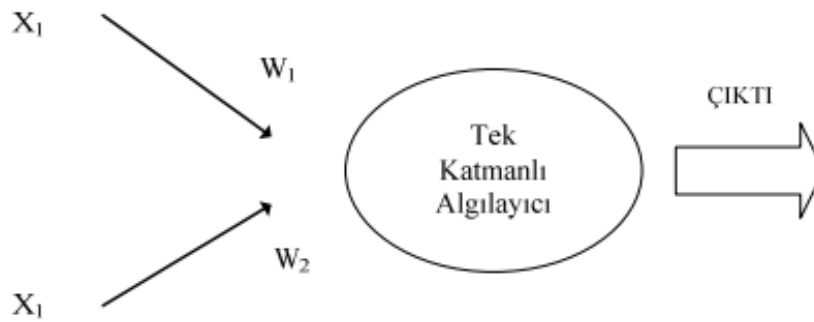 X₁
W₁
ÇIKTI
Tek
Katmanlı
Algılayıcı
W₂
X₁